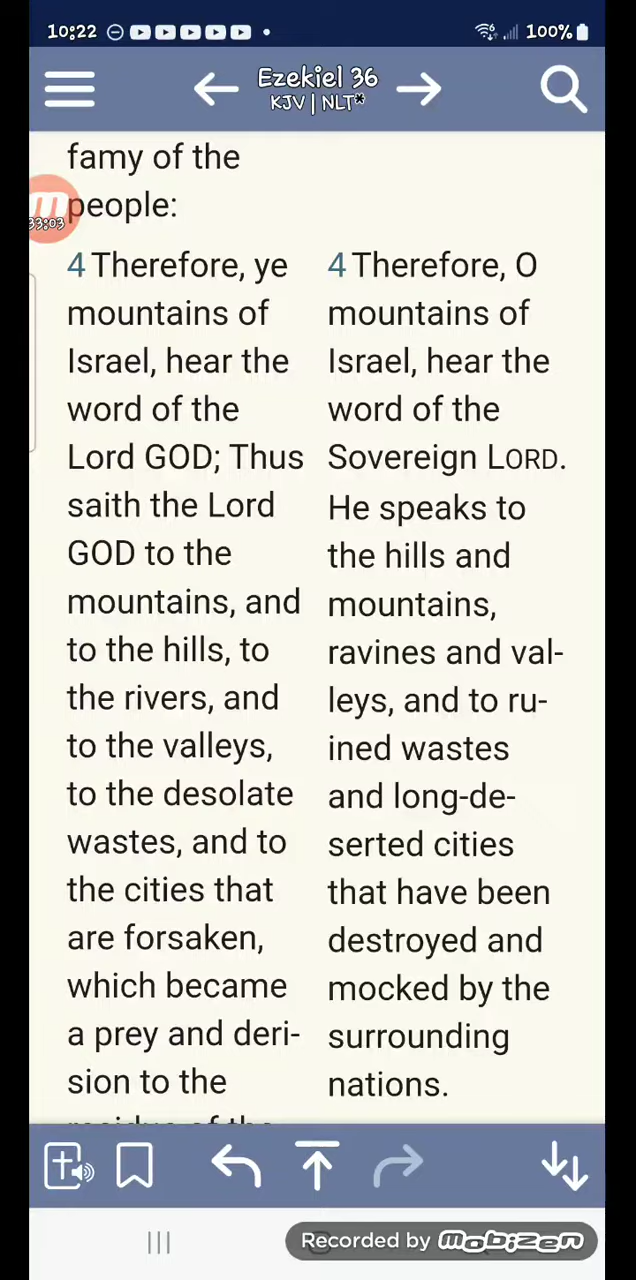 10:22
100%
Ezekiel 36
KJV | NLT*
33:03
famy of the
people:
4 Therefore, ye
mountains of
Israel, hear the
word of the
Lord GOD; Thus
saith the Lord
GOD to the
mountains, and
to the hills, to
the rivers, and
to the valleys,
to the desolate
wastes, and to
the cities that
are forsaken,
which became
a prey and deri-
sion to the
residue of the
4 Therefore, O
mountains of
Israel, hear the
word of the
Sovereign LORD.
He speaks to
the hills and
mountains,
ravines and val-
leys, and to ru-
ined wastes
and long-de-
serted cities
that have been
destroyed and
mocked by the
surrounding
nations.
Recorded by mobizen